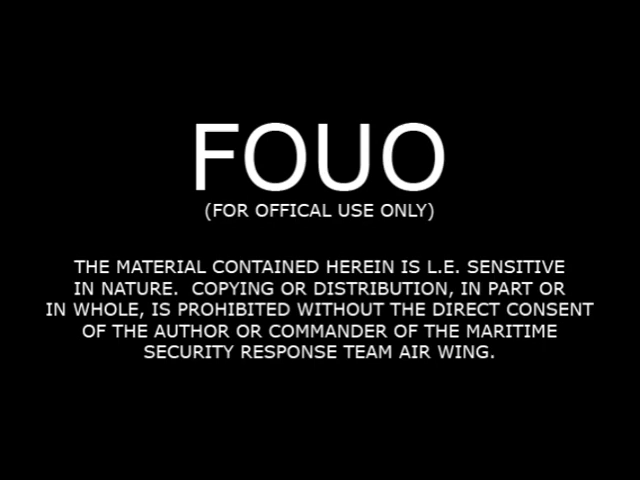 FOUO
(FOR OFFICAL USE ONLY)
THE MATERIAL CONTAINED HEREIN IS L.E. SENSITIVE
IN NATURE.  COPYING OR DISTRIBUTION, IN PART OR
IN WHOLE, IS PROHIBITED WITHOUT THE DIRECT CONSENT
OF THE AUTHOR OR COMMANDER OF THE MARITIME
SECURITY RESPONSE TEAM AIR WING.